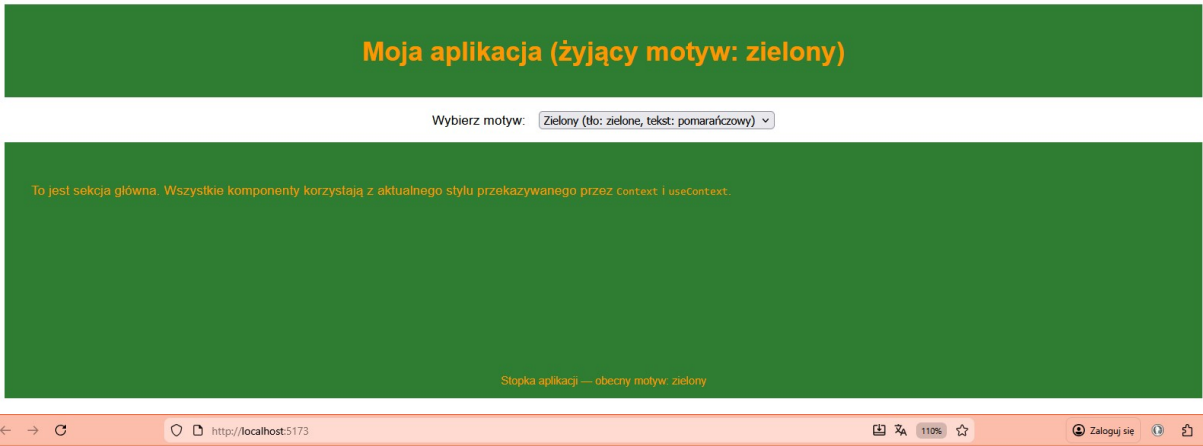 Moja aplikacja (żyjący motyw: zielony)
Wybierz motyw: Zielony (tło: zielone, tekst: pomarańczowy)
To jest sekcja główna. Wszystkie komponenty korzystają z aktualnego stylu przekazywanego przez Context i useContext.
Stopka aplikacji — obecny motyw: zielony
http://localhost:5173 110% Zaloguj się